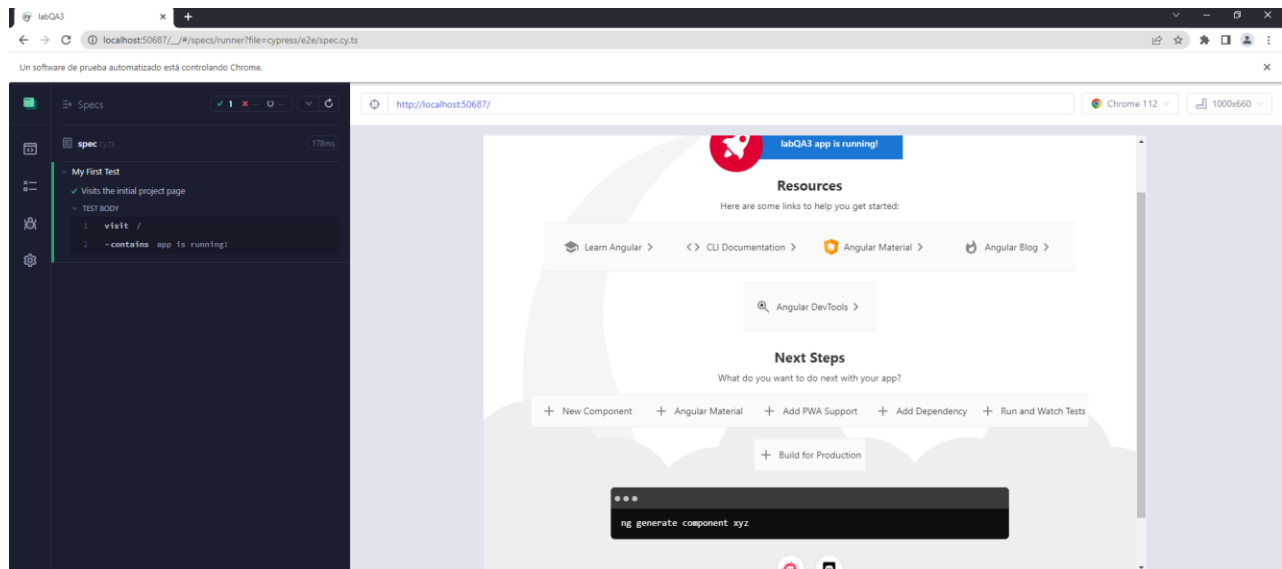 labQA3
localhost:50687/__/#/specs/runner?file=cypress/e2e/spec.cy.ts
Un software de prueba automatizado está controlando Chrome.
Specs 1 -- --
http://localhost:50687/
Chrome 112
1000x660
spec.cy.ts 178ms
My First Test
Visits the initial project page
TEST BODY
1 visit /
2 -contains app is running!
labQA3 app is running!
Resources
Here are some links to help you get started:
Learn Angular
CLI Documentation
Angular Material
Angular Blog
Angular DevTools
Next Steps
What do you want to do next with your app?
New Component
Angular Material
Add PWA Support
Add Dependency
Run and Watch Tests
Build for Production
ng generate component xyz